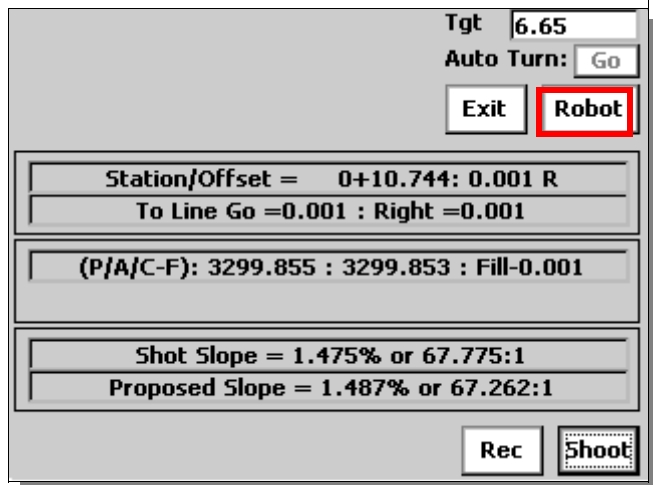 Tgt 6.65
Auto Turn: Go
Exit Robot
Station/Offset = 0+10.744: 0.001 R
To Line Go =0.001 : Right =0.001
(P/A/C-F): 3299.855 : 3299.853 : Fill-0.001
Shot Slope = 1.475% or 67.775:1
Proposed Slope = 1.487% or 67.262:1
Rec Shoot